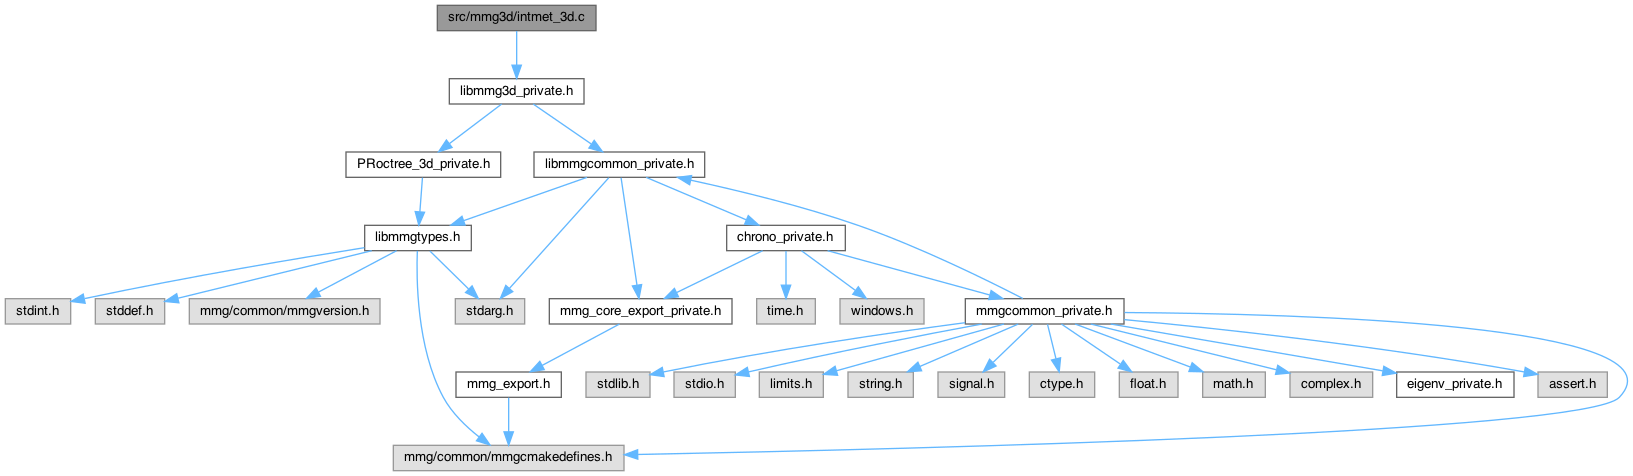 src/mmg3d/intmet_3d.c
libmmg3d_private.h
PRoctree_3d_private.h
libmmgcommon_private.h
libmmgtypes.h
chrono_private.h
stdint.h
stddef.h
mmg/common/mmgversion.h
stdarg.h
mmg_core_export_private.h
time.h
windows.h
mmgcommon_private.h
mmg_export.h
stdlib.h
stdio.h
limits.h
string.h
signal.h
ctype.h
float.h
math.h
complex.h
eigenv_private.h
assert.h
mmg/common/mmgcmakedefines.h